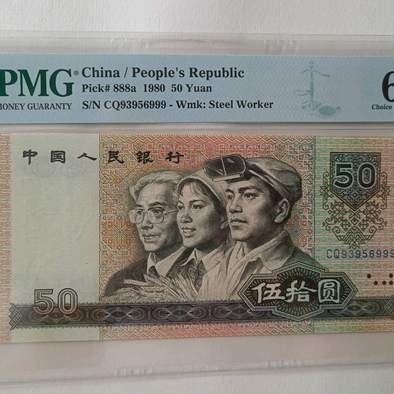 PMG
MONEY GUARANTY
China / People's Republic
Pick# 888a 1980 50 Yuan
S/N CQ93956999 - Wmk: Steel Worker
6
Choice
中国人民银行
50
CQ93956999
50
伍拾圆